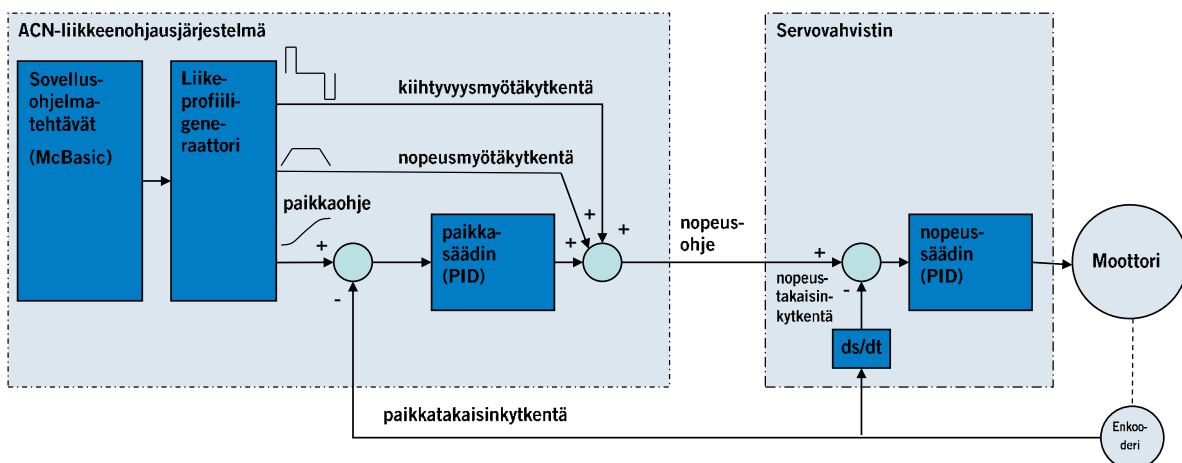 ACN-liikkeenohjausjärjestelmä
Sovellus-
ohjelma-
tehtävät
(McBasic)
Liike-
profiili-
gene-
raattori
kiihtyvyysmyötäkytkentä
nopeusmyötäkytkentä
paikkaohje
+
-
paikka-
säädin
(PID)
+
+
+
nopeus-
ohje
Servovahvistin
+
-
nopeus-
takaisin-
kytkentä
nopeus-
säädin
(PID)
ds/dt
Moottori
Enkoo-
deri
paikkatakaisinkytkentä